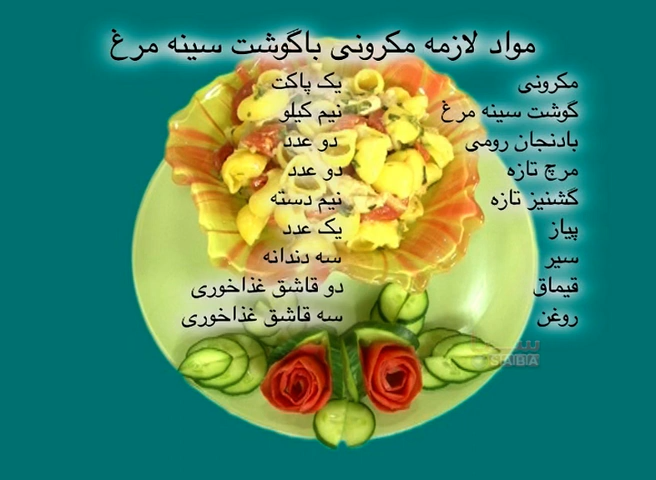 مواد لازمه مکرونی باگوشت سینه مرغ
مکرونی یک پاکت
گوشت سینه مرغ نیم کیلو
بادنجان رومی دو عدد
مرچ تازه دو عدد
گشنیز تازه نیم دسته
پیاز یک عدد
سیر سه دندانه
قیماق دو قاشق غذاخوری
روغن سه قاشق غذاخوری
SABA